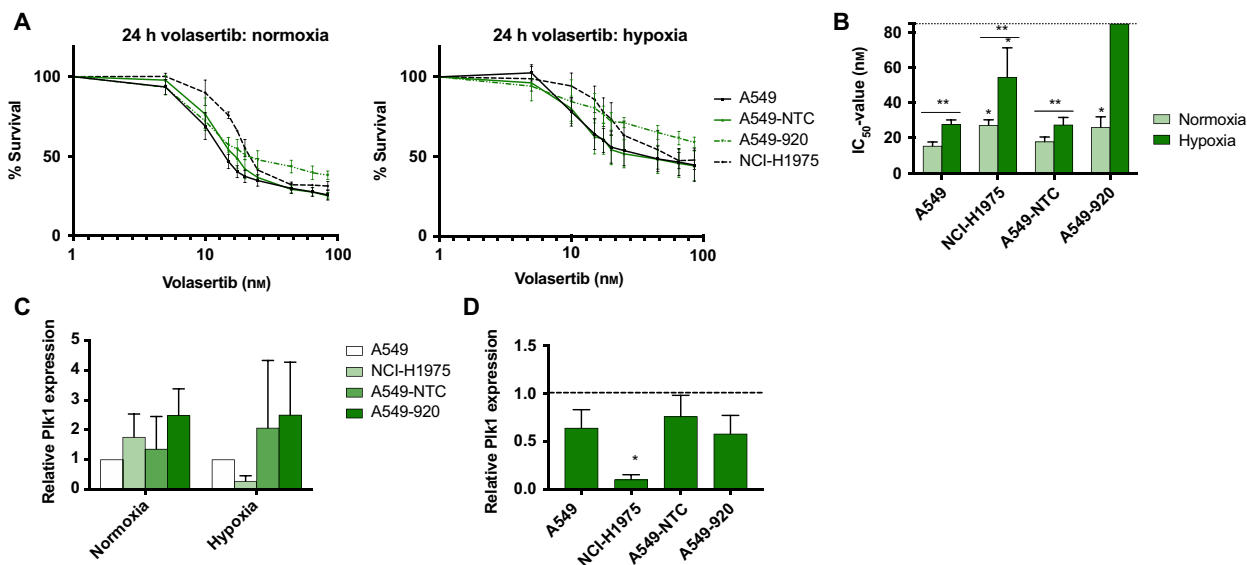 A
24 h volasertib: normoxia
% Survival
100
50
0
1
10
100
Volasertib (nM)
24 h volasertib: hypoxia
% Survival
100
50
0
1
10
100
Volasertib (nM)
A549
A549-NTC
A549-920
NCI-H1975
B
IC50-value (nM)
80
60
40
20
0
**
**
*
*
**
*
A549
NCI-H1975
A549-NTC
A549-920
Normoxia
Hypoxia
C
Relative Plk1 expression
5
4
3
2
1
0
Normoxia
Hypoxia
A549
NCI-H1975
A549-NTC
A549-920
D
Relative Plk1 expression
1.5
1.0
0.5
0.0
*
A549
NCI-H1975
A549-NTC
A549-920